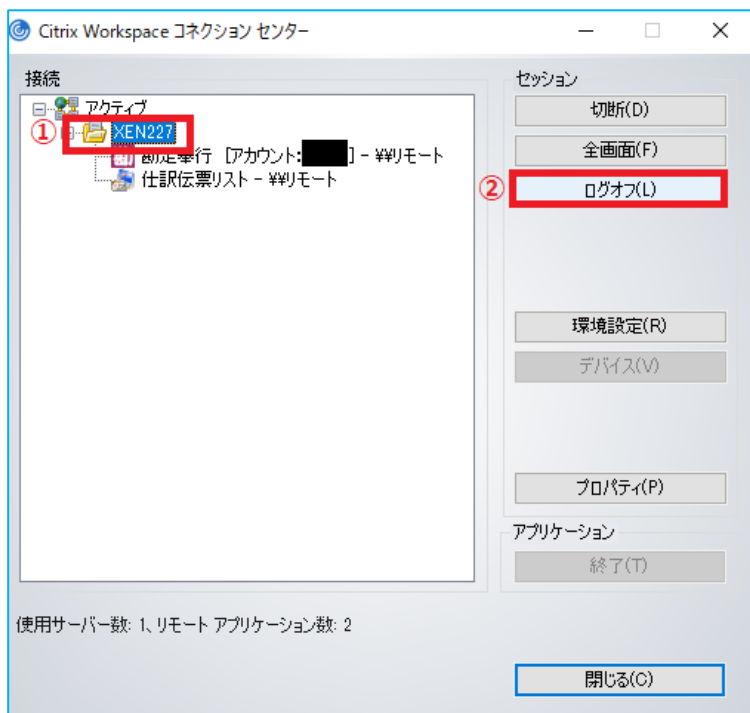 Citrix Workspace コネクション センター
接続
アクティブ
① XEN227
勘定奉行 [アカウント: ] - ¥¥リモート
仕訳伝票リスト - ¥¥リモート
セッション
切断(D)
全画面(F)
② ログオフ(L)
環境設定(R)
デバイス(V)
プロパティ(P)
アプリケーション
終了(T)
使用サーバー数: 1、リモート アプリケーション数: 2
閉じる(C)